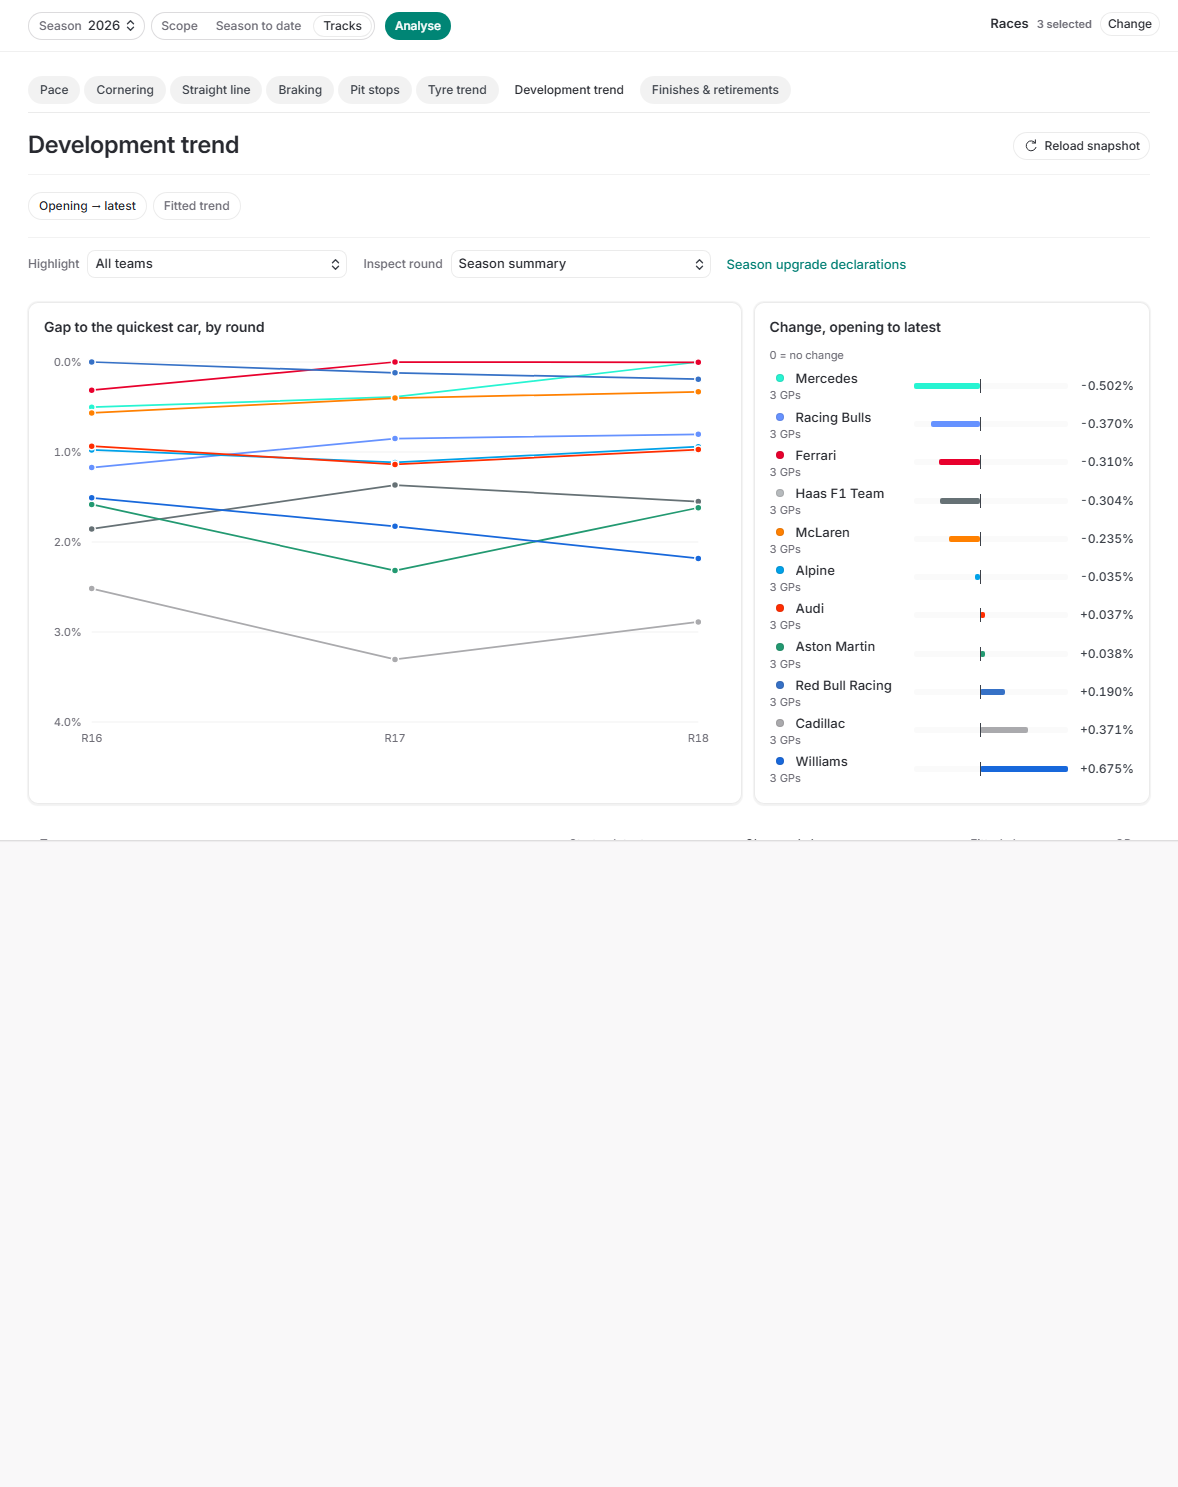 Season 2026 Scope Season to date Tracks Analyse Races 3 selected Change
Pace Cornering Straight line Braking Pit stops Tyre trend Development trend Finishes & retirements
Development trend
Reload snapshot
Opening → latest Fitted trend
Highlight All teams Inspect round Season summary Season upgrade declarations
Gap to the quickest car, by round
0.0%
1.0%
2.0%
3.0%
4.0%
R16 R17 R18
Change, opening to latest
0 = no change
Mercedes
3 GPs
-0.502%
Racing Bulls
3 GPs
-0.370%
Ferrari
3 GPs
-0.310%
Haas F1 Team
3 GPs
-0.304%
McLaren
3 GPs
-0.235%
Alpine
3 GPs
-0.035%
Audi
3 GPs
+0.037%
Aston Martin
3 GPs
+0.038%
Red Bull Racing
3 GPs
+0.190%
Cadillac
3 GPs
+0.371%
Williams
3 GPs
+0.675%